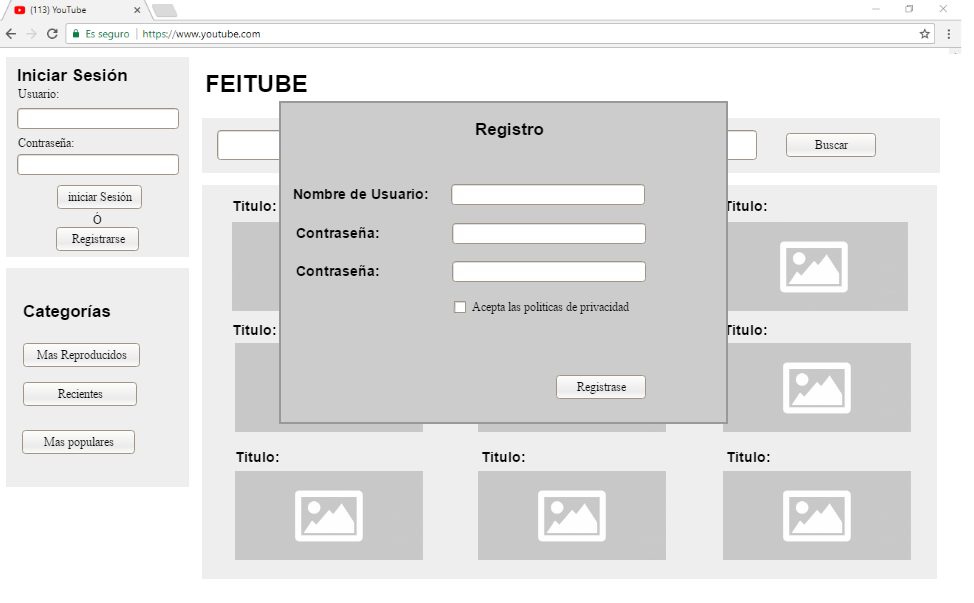 (113) YouTube
Es seguro | https://www.youtube.com
Iniciar Sesión
Usuario:
Contraseña:
iniciar Sesión
Ó
Registrarse
Categorías
Mas Reproducidos
Recientes
Mas populares
FEITUBE
Buscar
Registro
Nombre de Usuario:
Contraseña:
Contraseña:
Acepta las politicas de privacidad
Registrase
Titulo: Titulo:
Titulo: Titulo:
Titulo: Titulo: Titulo: